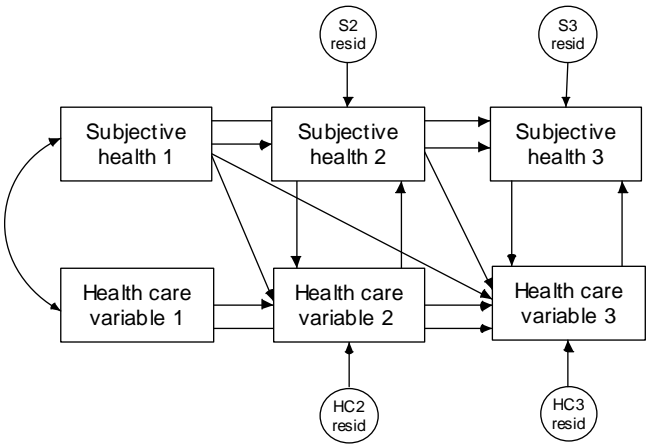 S2
resid
S3
resid
Subjective
health 1
Subjective
health 2
Subjective
health 3
Health care
variable 1
Health care
variable 2
Health care
variable 3
HC2
resid
HC3
resid